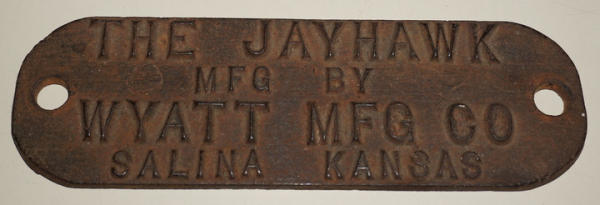 THE JAYHAWK
MFG BY
WYATT MFG CO
SALINA KANSAS